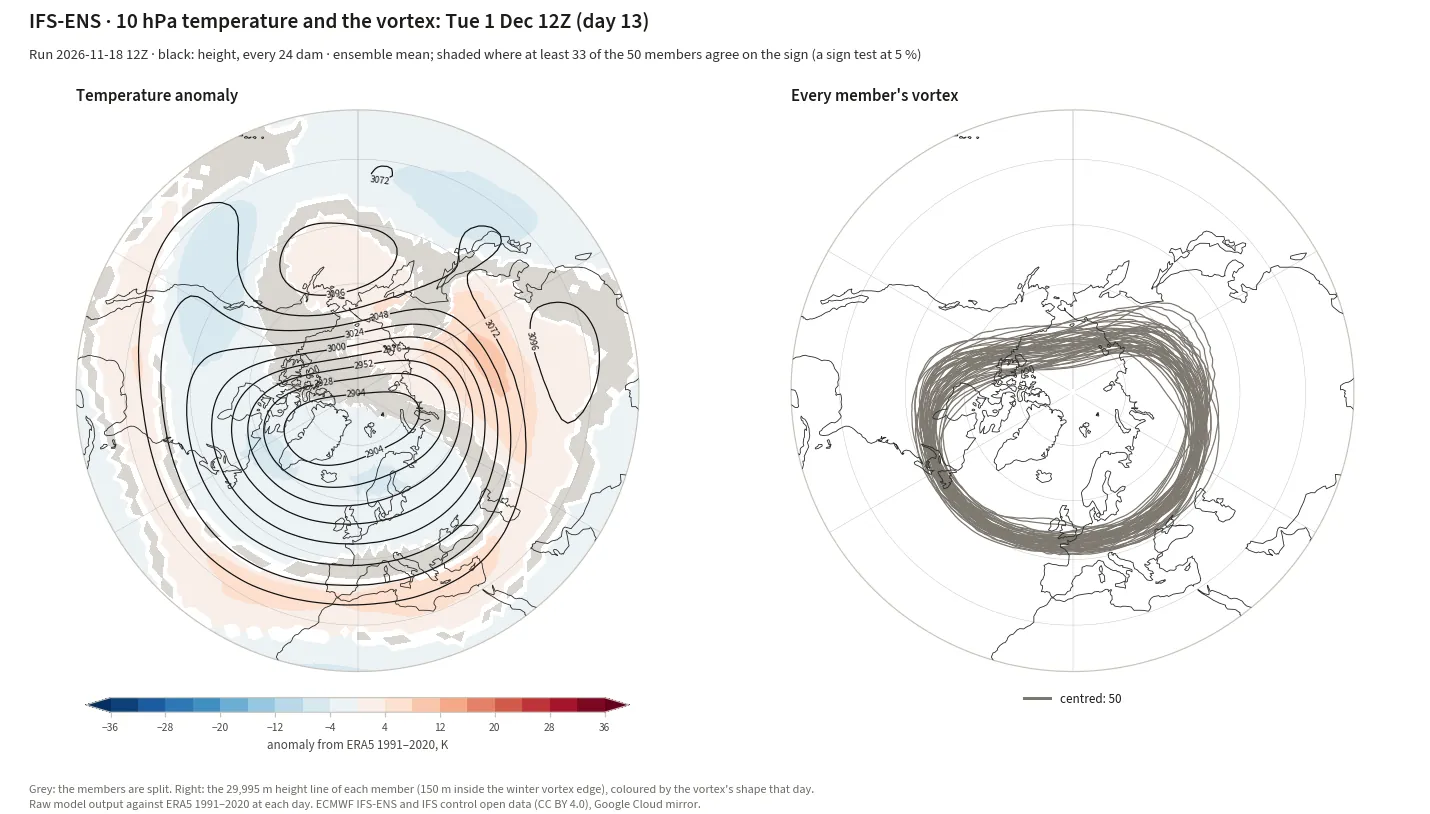 IFS-ENS · 10 hPa temperature and the vortex: Tue 1 Dec 12Z (day 13)
Run 2026-11-18 12Z · black: height, every 24 dam · ensemble mean; shaded where at least 33 of the 50 members agree on the sign (a sign test at 5 %)
Temperature anomaly
Every member's vortex
3072
3096
3048
3024
3072
3096
3000
2976
2952
2928
2904
2904
−36 −28 −20 −12 −4 4 12 20 28 36
anomaly from ERA5 1991–2020, K
centred: 50
Grey: the members are split. Right: the 29,995 m height line of each member (150 m inside the winter vortex edge), coloured by the vortex's shape that day.
Raw model output against ERA5 1991–2020 at each day. ECMWF IFS-ENS and IFS control open data (CC BY 4.0), Google Cloud mirror.